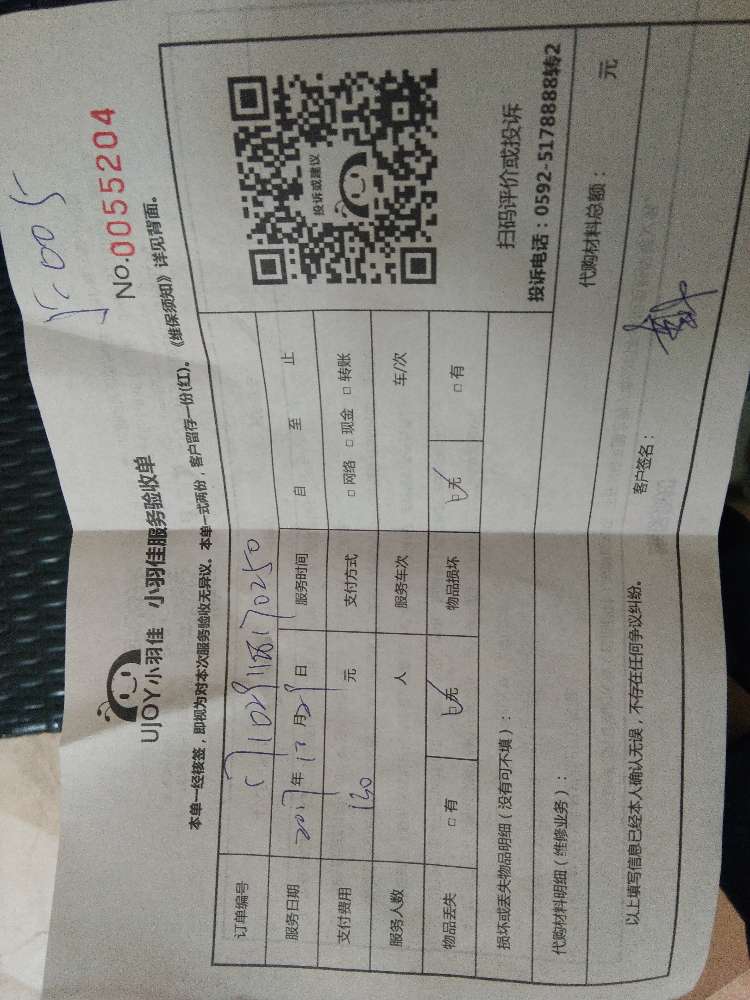 No.0055204
UJOY小羽佳 小羽佳服务验收单
本单一经核签，即视为对本次服务验收无异议。本单一式两份，客户留存一份(红)。《维保须知》详见背面。
订单编号
服务日期 2017年12月29日 服务时间 自 至 止
支付费用 130 元 支付方式 □ 网络 □ 现金 □ 转账
服务人数 人 服务车次 车/次
物品丢失 □ 有 □ 无 物品损坏 □ 无 □ 有
损坏或丢失物品明细（没有可不填）：
投诉或建议
扫码评价或投诉
投诉电话：0592-5178888转2
代购材料明细（维修业务）： 代购材料总额： 元
以上填写信息已经本人确认无误，不存在任何争议纠纷。 客户签名：